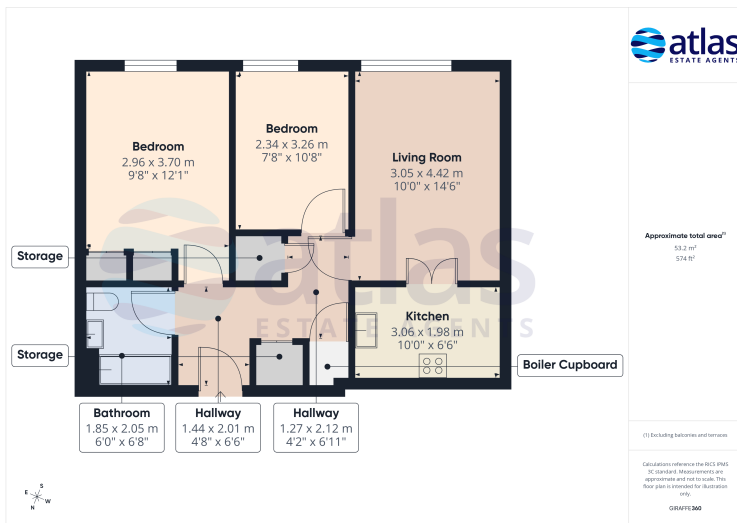 atlas
ESTATE AGENTS
Bedroom
2.96 x 3.70 m
9'8" x 12'1"
Bedroom
2.34 x 3.26 m
7'8" x 10'8"
Living Room
3.05 x 4.42 m
10'0" x 14'6"
Storage
atlas
ESTATE AGENTS
Kitchen
3.06 x 1.98 m
10'0" x 6'6"
Storage
Boiler Cupboard
Bathroom
1.85 x 2.05 m
6'0" x 6'8"
Hallway
1.44 x 2.01 m
4'8" x 6'6"
Hallway
1.27 x 2.12 m
4'2" x 6'11"
Approximate total area(1)
53.2 m²
574 ft²
(1) Excluding balconies and terraces
Calculations reference the RICS IPMS
3C standard. Measurements are
approximate and not to scale. This
floor plan is intended for illustration
only.
GIRAFFE360
S
E
W
N